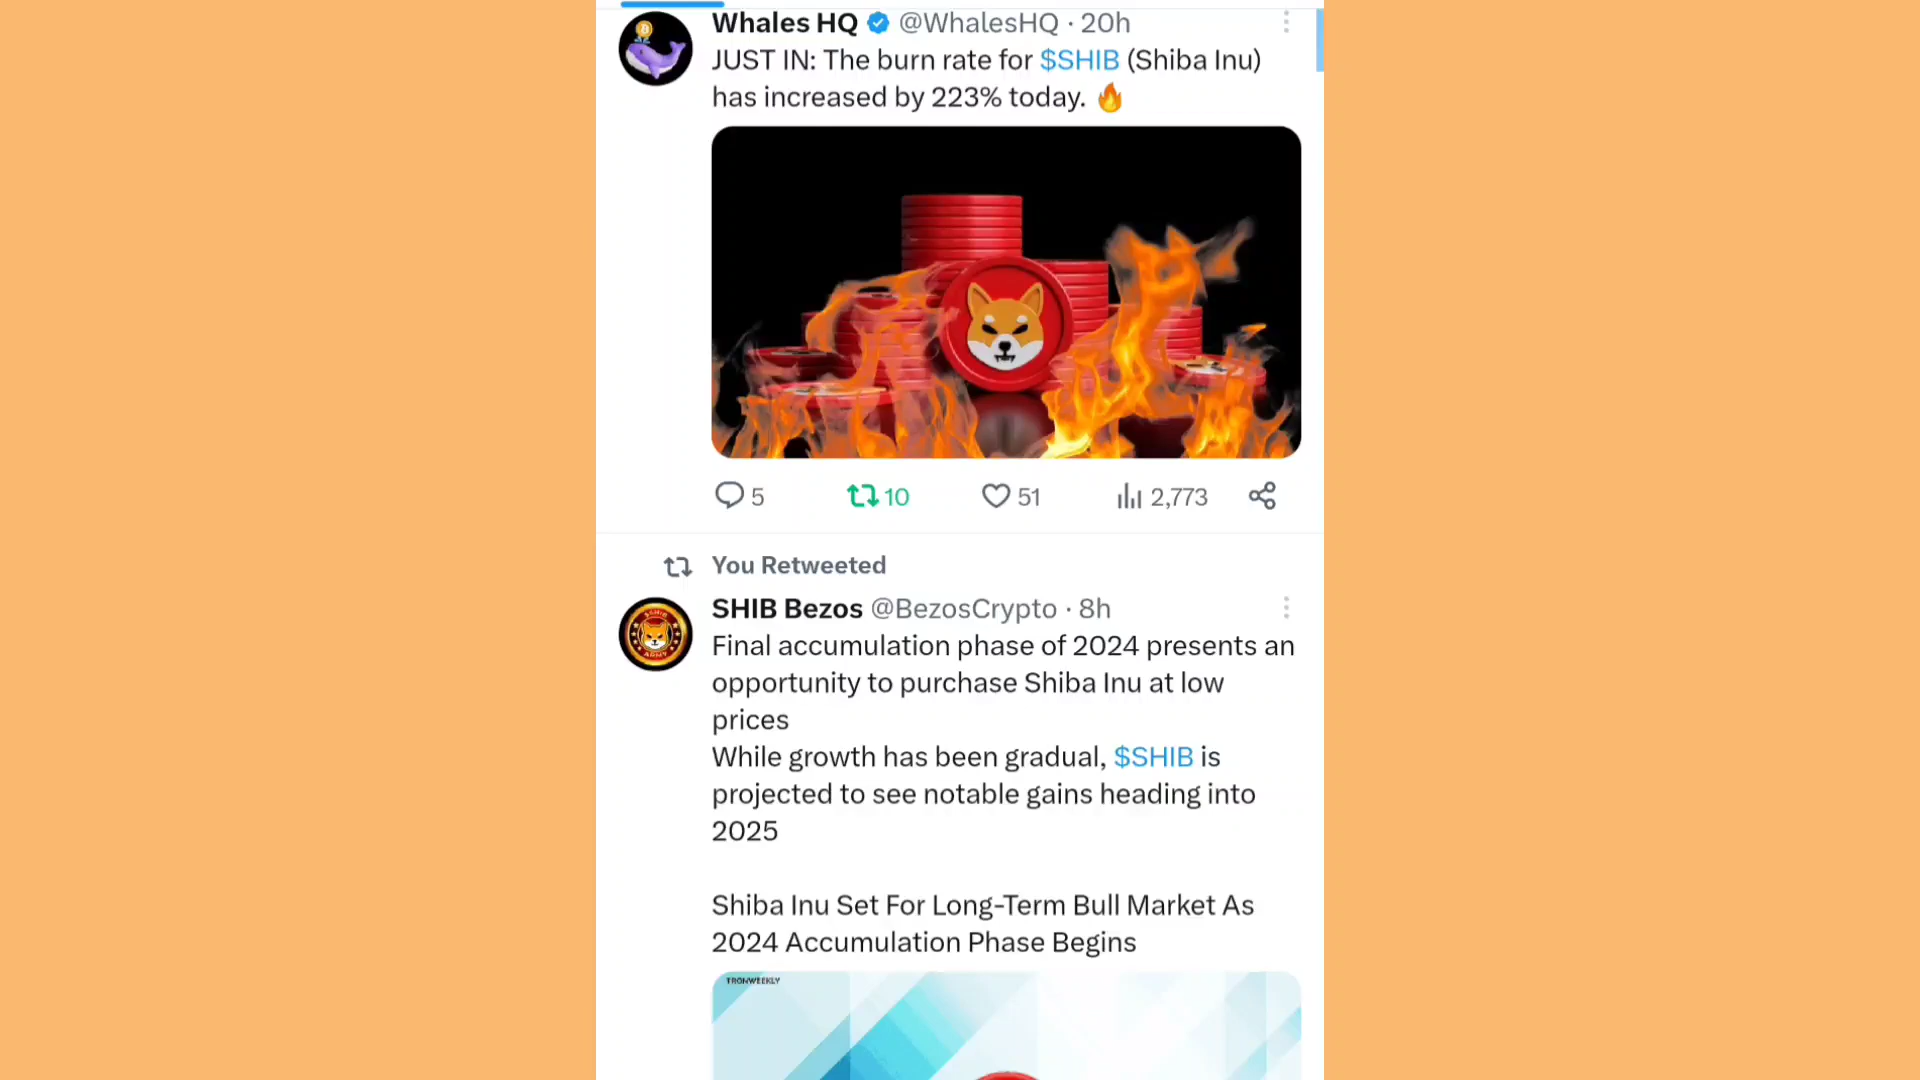 Whales HQ @WhalesHQ · 20h
JUST IN: The burn rate for $SHIB (Shiba Inu)
has increased by 223% today. 🔥
5 10 51 2,773
You Retweeted
SHIB Bezos @BezosCrypto · 8h
Final accumulation phase of 2024 presents an
opportunity to purchase Shiba Inu at low
prices
While growth has been gradual, $SHIB is
projected to see notable gains heading into
2025
Shiba Inu Set For Long-Term Bull Market As
2024 Accumulation Phase Begins
TRONWEEKLY